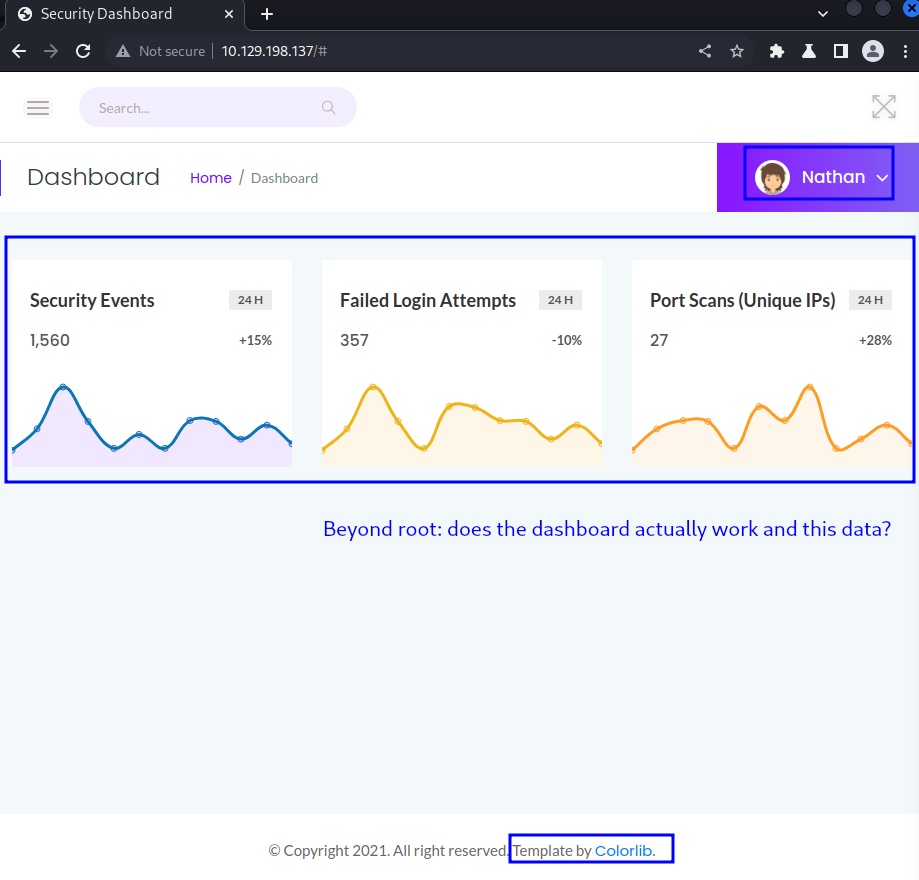 Security Dashboard
Not secure 10.129.198.137/#
Search...
Dashboard Home / Dashboard Nathan
Security Events 24 H
1,560 +15%
Failed Login Attempts 24 H
357 -10%
Port Scans (Unique IPs) 24 H
27 +28%
Beyond root: does the dashboard actually work and this data?
© Copyright 2021. All right reserved. Template by Colorlib.